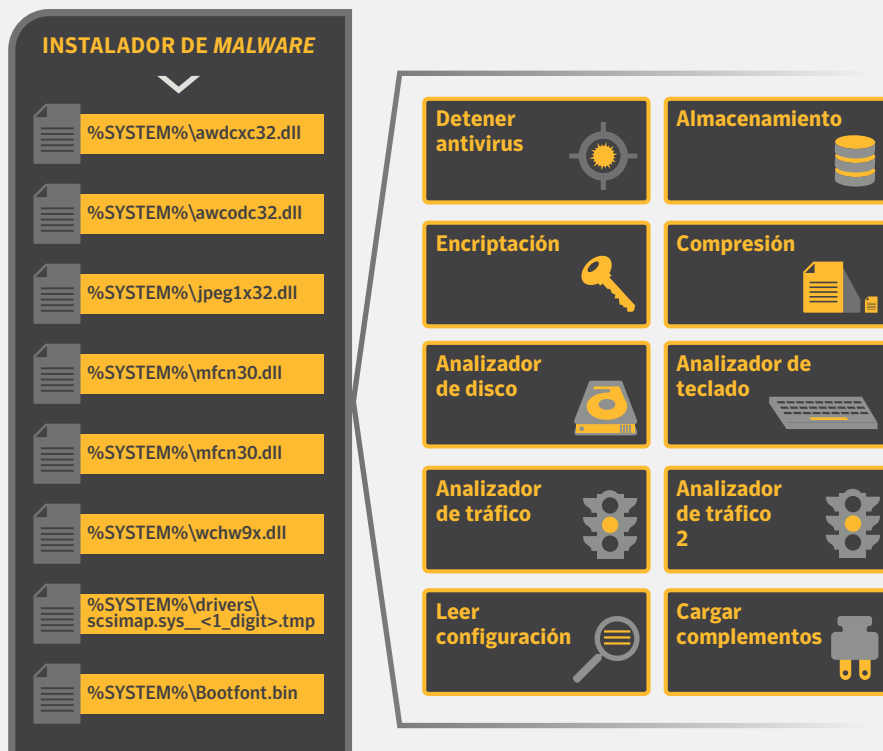 INSTALADOR DE MALWARE
%SYSTEM%\awdcxc32.dll
%SYSTEM%\awcodc32.dll
%SYSTEM%\jpeg1x32.dll
%SYSTEM%\mfcn30.dll
%SYSTEM%\mfcn30.dll
%SYSTEM%\wchw9x.dll
%SYSTEM%\drivers\
scsimap.sys__<1_digit>.tmp
%SYSTEM%\Bootfont.bin
Detener
antivirus
Almacenamiento
Encriptación
Compresión
Analizador
de disco
Analizador de
teclado
Analizador
de tráfico
Analizador
de tráfico
2
Leer
configuración
Cargar
complementos